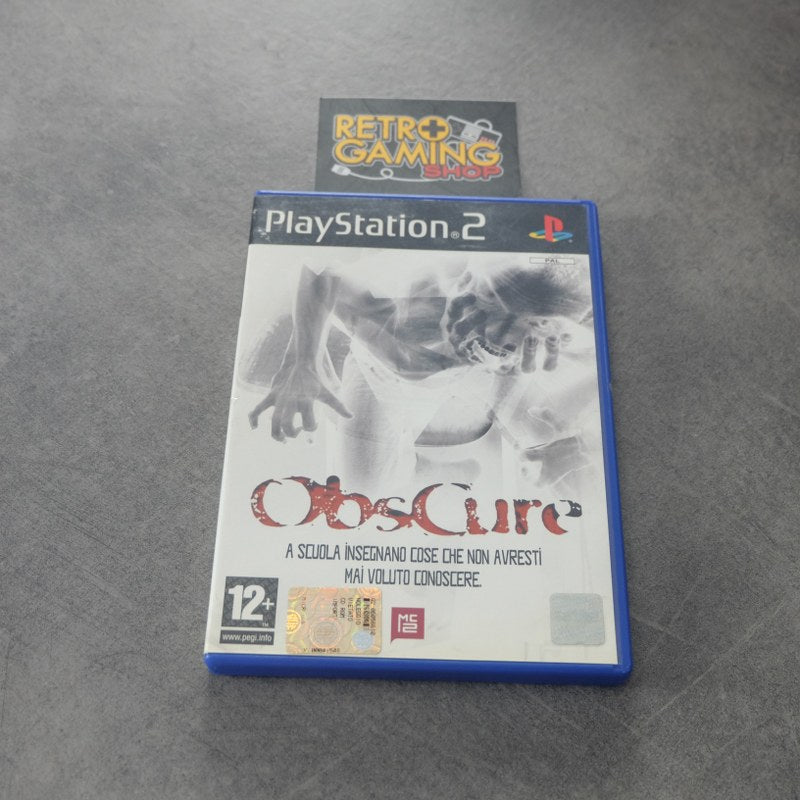 RETRO
GAMING
SHOP
PlayStation®2
PAL
ObsCure
A SCUOLA INSEGNANO COSE CHE NON AVRESTI
MAI VOLUTO CONOSCERE.
12+
www.pegi.info
MC2